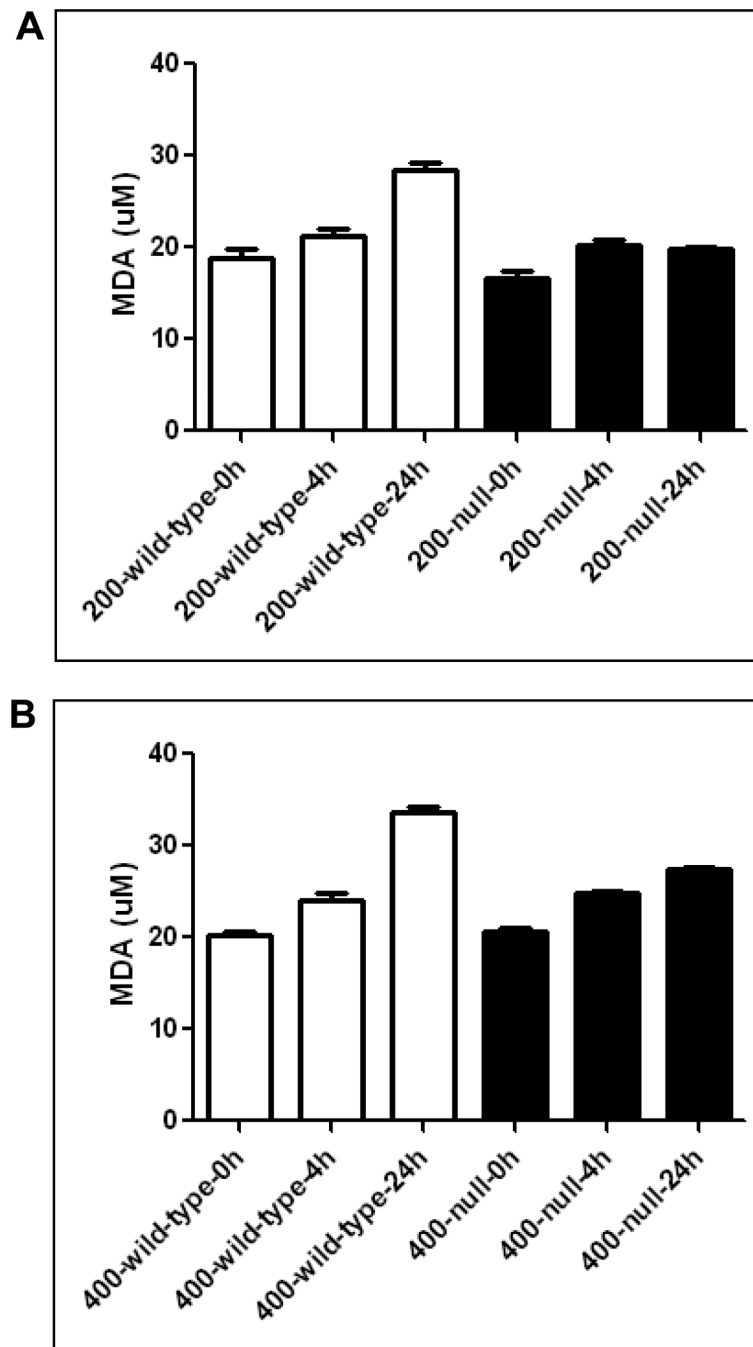 A
MDA (uM)
40
30
20
10
0
200-wild-type-0h
200-wild-type-4h
200-wild-type-24h
200-null-0h
200-null-4h
200-null-24h
B
MDA (uM)
40
30
20
10
0
400-wild-type-0h
400-wild-type-4h
400-wild-type-24h
400-null-0h
400-null-4h
400-null-24h